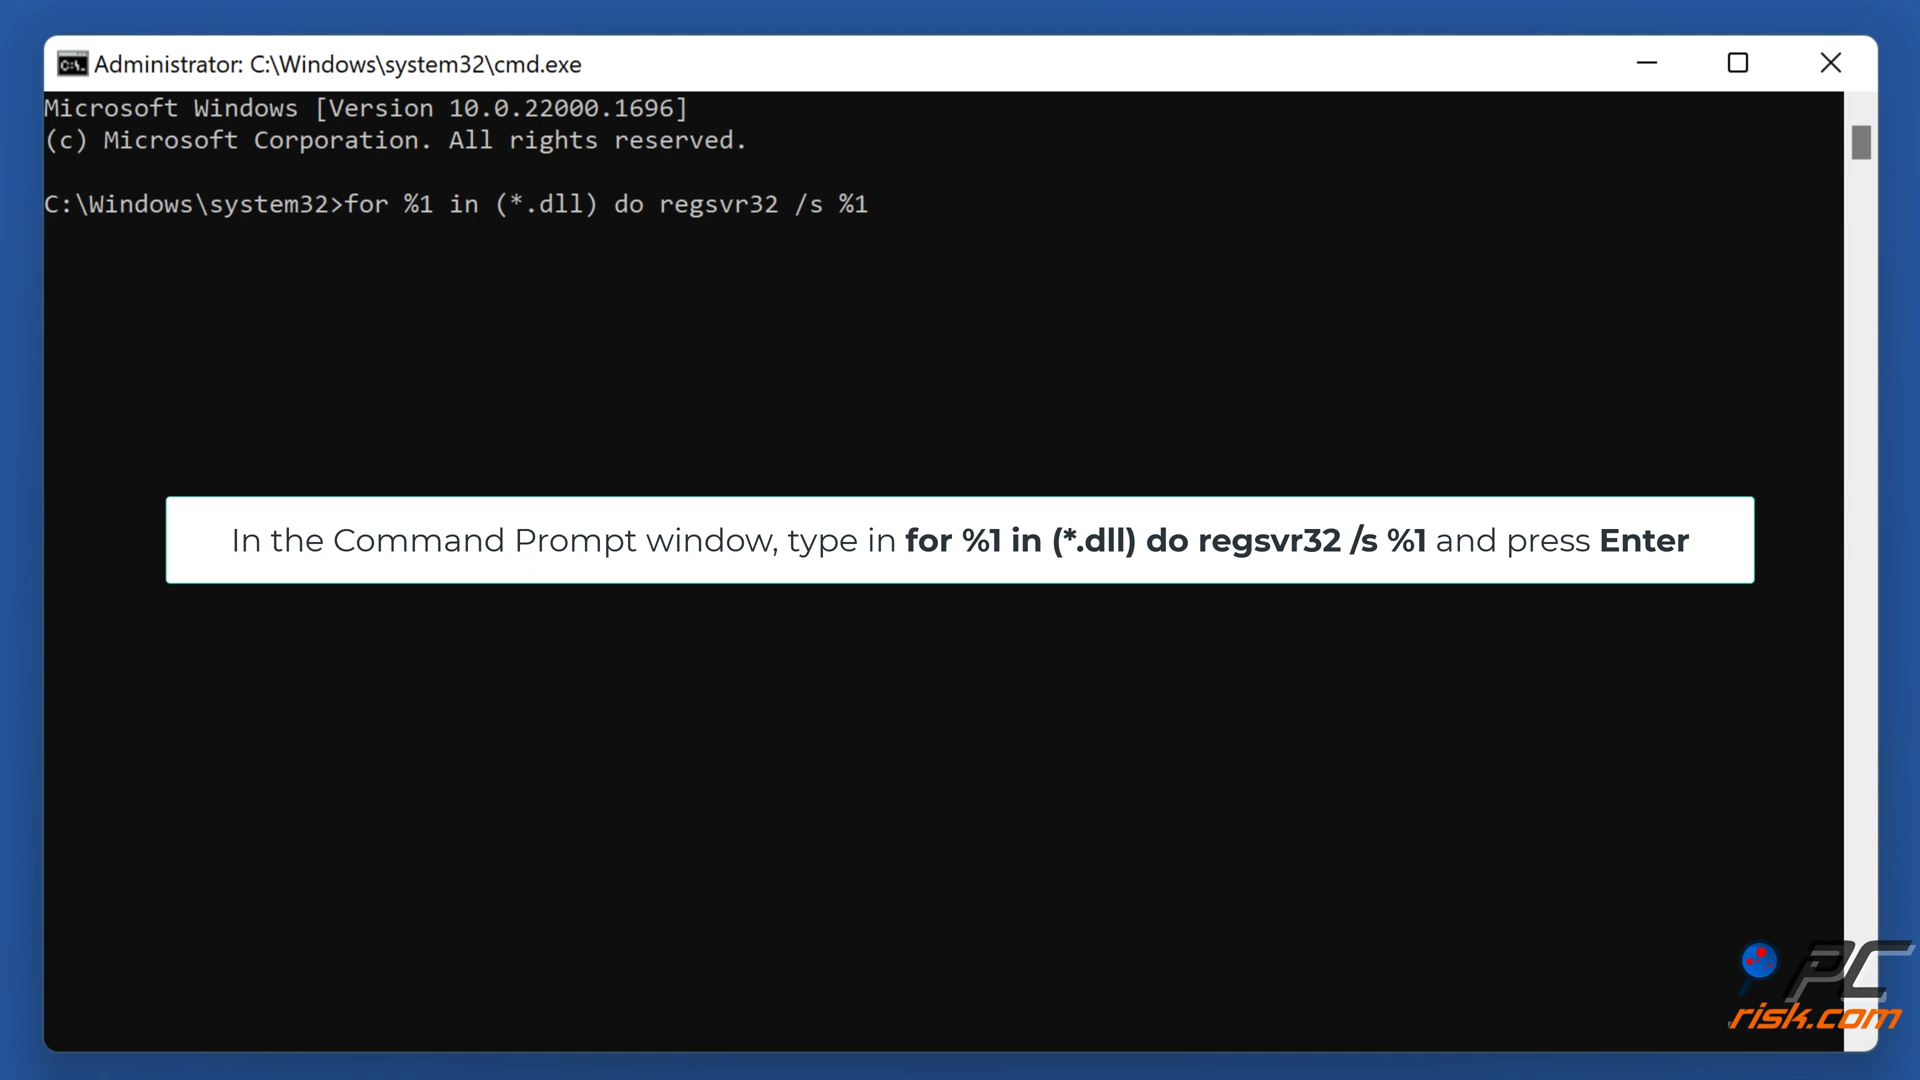 Administrator: C:\Windows\system32\cmd.exe
Microsoft Windows [Version 10.0.22000.1696]
(c) Microsoft Corporation. All rights reserved.
C:\Windows\system32>for %1 in (*.dll) do regsvr32 /s %1
In the Command Prompt window, type in for %1 in (*.dll) do regsvr32 /s %1 and press Enter
PC
risk.com